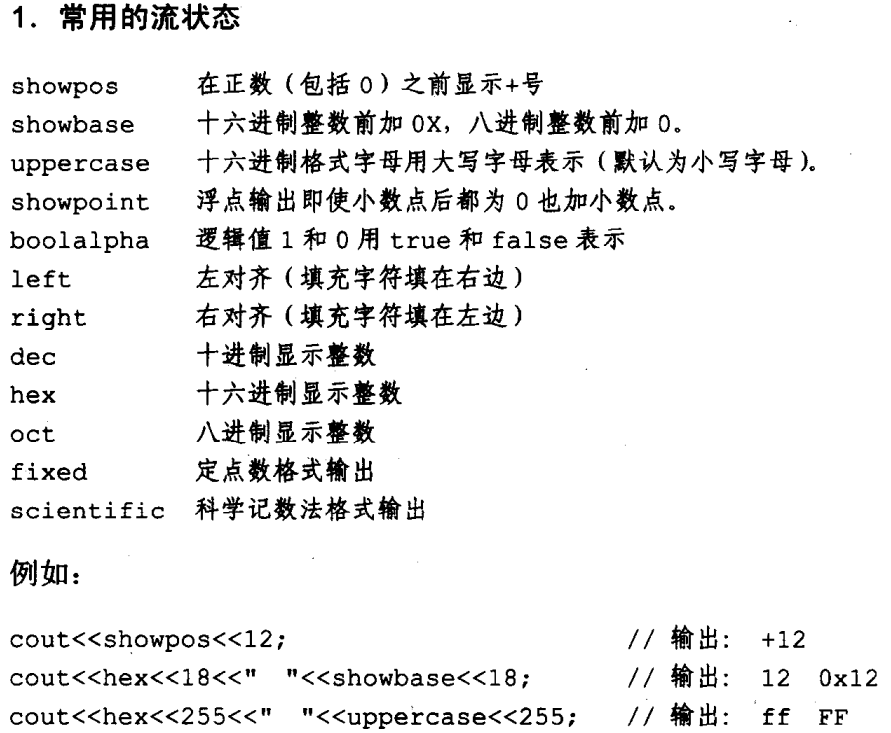 1. 常用的流状态
showpos 在正数（包括 0）之前显示+号
showbase 十六进制整数前加 0X，八进制整数前加 0。
uppercase 十六进制格式字母用大写字母表示（默认为小写字母）。
showpoint 浮点输出即使小数点后都为 0 也加小数点。
boolalpha 逻辑值 1 和 0 用 true 和 false 表示
left 左对齐（填充字符填在右边）
right 右对齐（填充字符填在左边）
dec 十进制显示整数
hex 十六进制显示整数
oct 八进制显示整数
fixed 定点数格式输出
scientific 科学记数法格式输出
例如：
cout<<showpos<<12; // 输出: +12
cout<<hex<<18<<"  "<<showbase<<18; // 输出: 12  0x12
cout<<hex<<255<<"  "<<uppercase<<255; // 输出: ff  FF